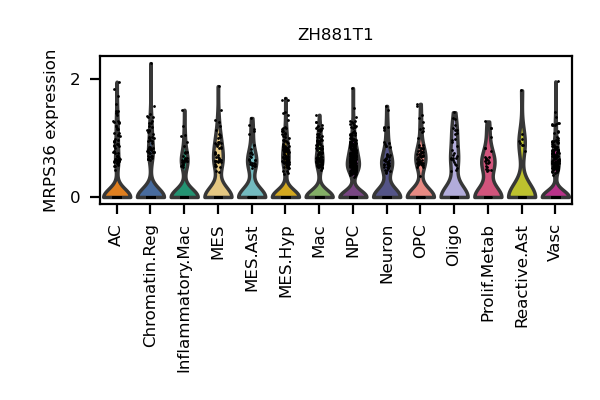 ZH881T1
MRPS36 expression
2
0
AC
Chromatin.Reg
Inflammatory.Mac
MES
MES.Ast
MES.Hyp
Mac
NPC
Neuron
OPC
Oligo
Prolif.Metab
Reactive.Ast
Vasc